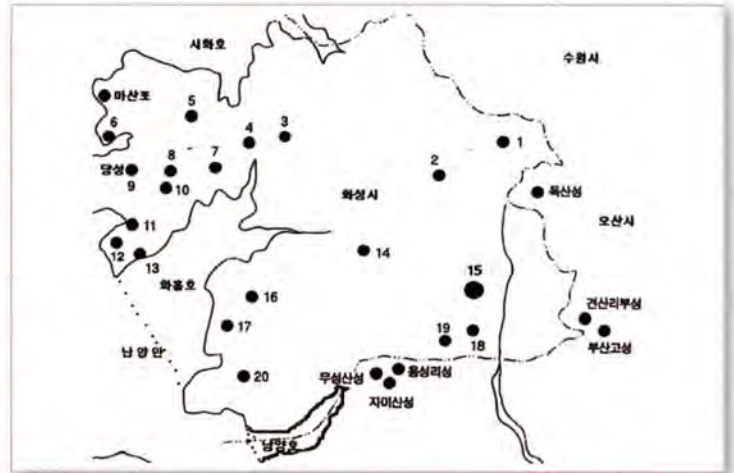 시화호
수원시
마산포
5
6
4
3
1
당성
8
7
2
9
10
독산성
화성시
오산시
11
12
13
14
화홍호
15
16
17
건산리부성
19
18
부산고성
남양만
20
무성산성
용성리성
자미산성
남양호